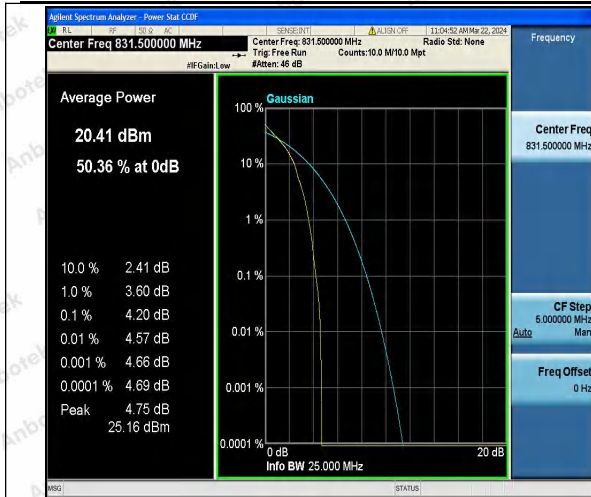 Agilent Spectrum Analyzer - Power Stat CCDF
RL RF 50 Ω AC SENSE:INT ALIGN OFF 11:04:52 AM Mar 22, 2024
Center Freq 831.500000 MHz
Center Freq: 831.500000 MHz Radio Std: None
Trig: Free Run Counts:10.0 M/10.0 Mpt
#IFGain:Low #Atten: 46 dB
Frequency
Average Power
20.41 dBm
50.36 % at 0dB
10.0 % 2.41 dB
1.0 % 3.60 dB
0.1 % 4.20 dB
0.01 % 4.57 dB
0.001 % 4.66 dB
0.0001 % 4.69 dB
Peak 4.75 dB
25.16 dBm
Gaussian
100 %
10 %
1 %
0.1 %
0.01 %
0.001 %
0.0001 %
0 dB 20 dB
Info BW 25.000 MHz
Center Freq
831.500000 MHz
CF Step
5.000000 MHz
Auto Man
Freq Offset
0 Hz
MSG STATUS